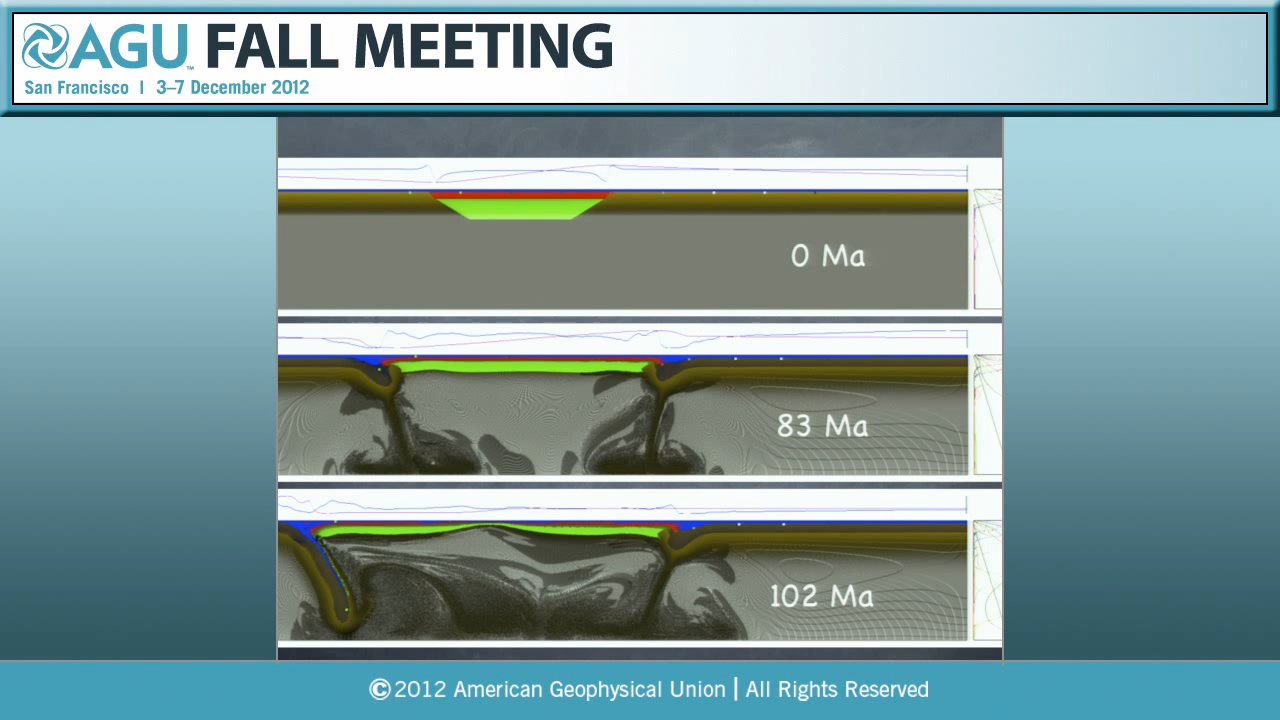 AGU™ FALL MEETING
San Francisco | 3–7 December 2012
0 Ma
83 Ma
102 Ma
©2012 American Geophysical Union | All Rights Reserved